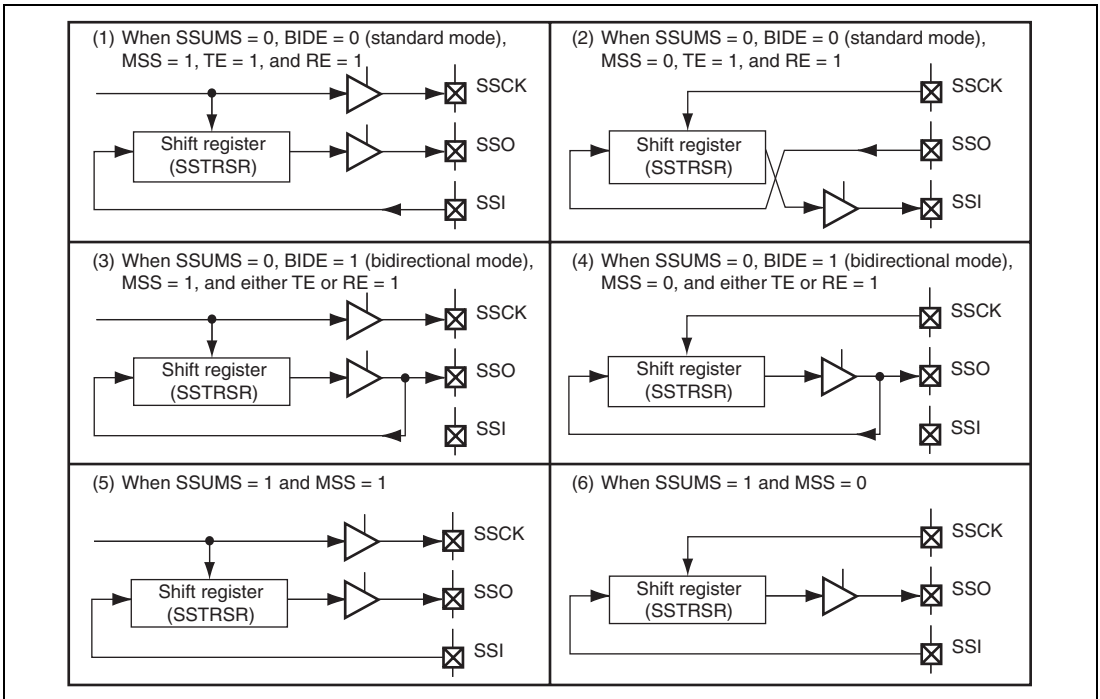 (1) When SSUMS = 0, BIDE = 0 (standard mode),
MSS = 1, TE = 1, and RE = 1
SSCK
Shift register
(SSTRSR)
SSO
SSI
(2) When SSUMS = 0, BIDE = 0 (standard mode),
MSS = 0, TE = 1, and RE = 1
SSCK
Shift register
(SSTRSR)
SSO
SSI
(3) When SSUMS = 0, BIDE = 1 (bidirectional mode),
MSS = 1, and either TE or RE = 1
SSCK
Shift register
(SSTRSR)
SSO
SSI
(4) When SSUMS = 0, BIDE = 1 (bidirectional mode),
MSS = 0, and either TE or RE = 1
SSCK
Shift register
(SSTRSR)
SSO
SSI
(5) When SSUMS = 1 and MSS = 1
SSCK
Shift register
(SSTRSR)
SSO
SSI
(6) When SSUMS = 1 and MSS = 0
SSCK
Shift register
(SSTRSR)
SSO
SSI